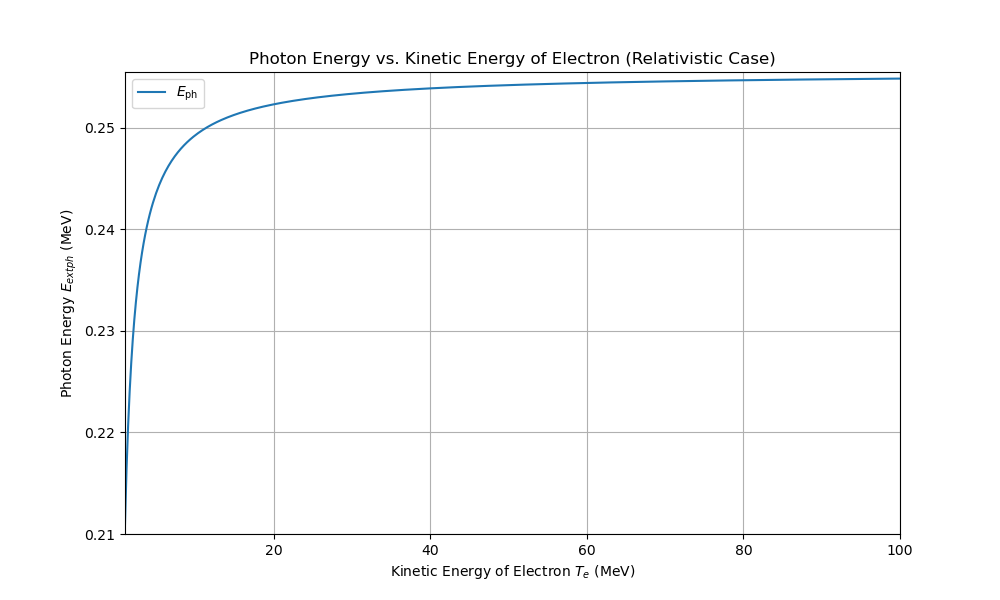 Photon Energy vs. Kinetic Energy of Electron (Relativistic Case)
E_ph
Photon Energy E_extph (MeV)
0.25
0.24
0.23
0.22
0.21
20 40 60 80 100
Kinetic Energy of Electron T_e (MeV)